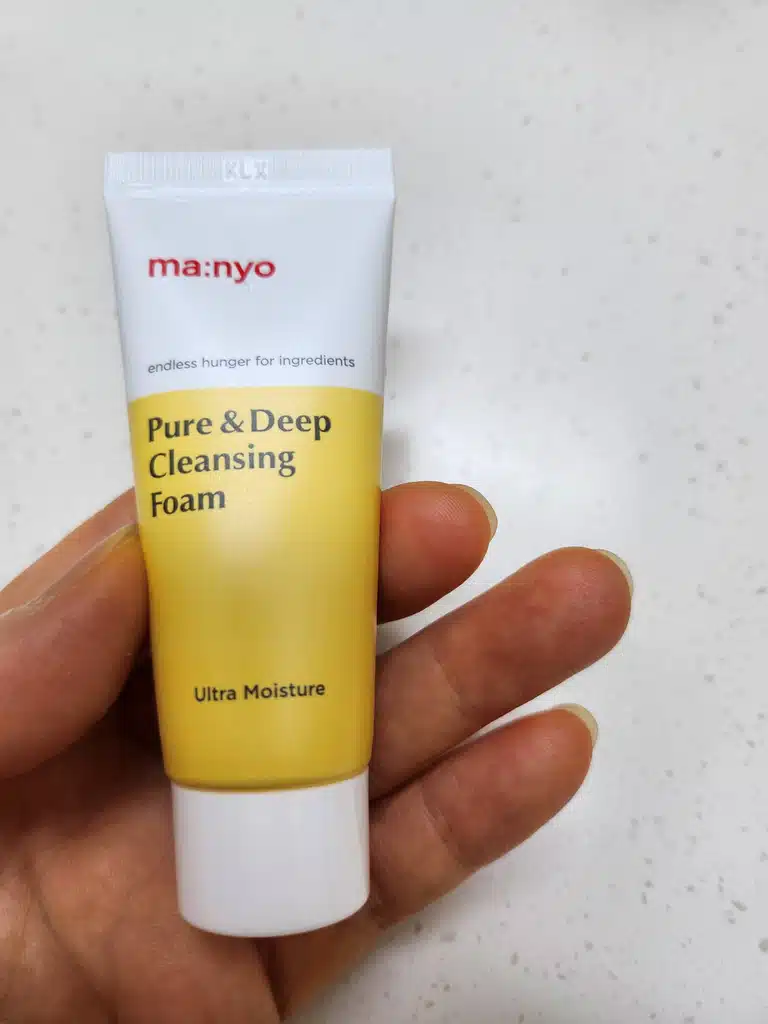 ma:nyo
endless hunger for ingredients
Pure & Deep
Cleansing
Foam
Ultra Moisture